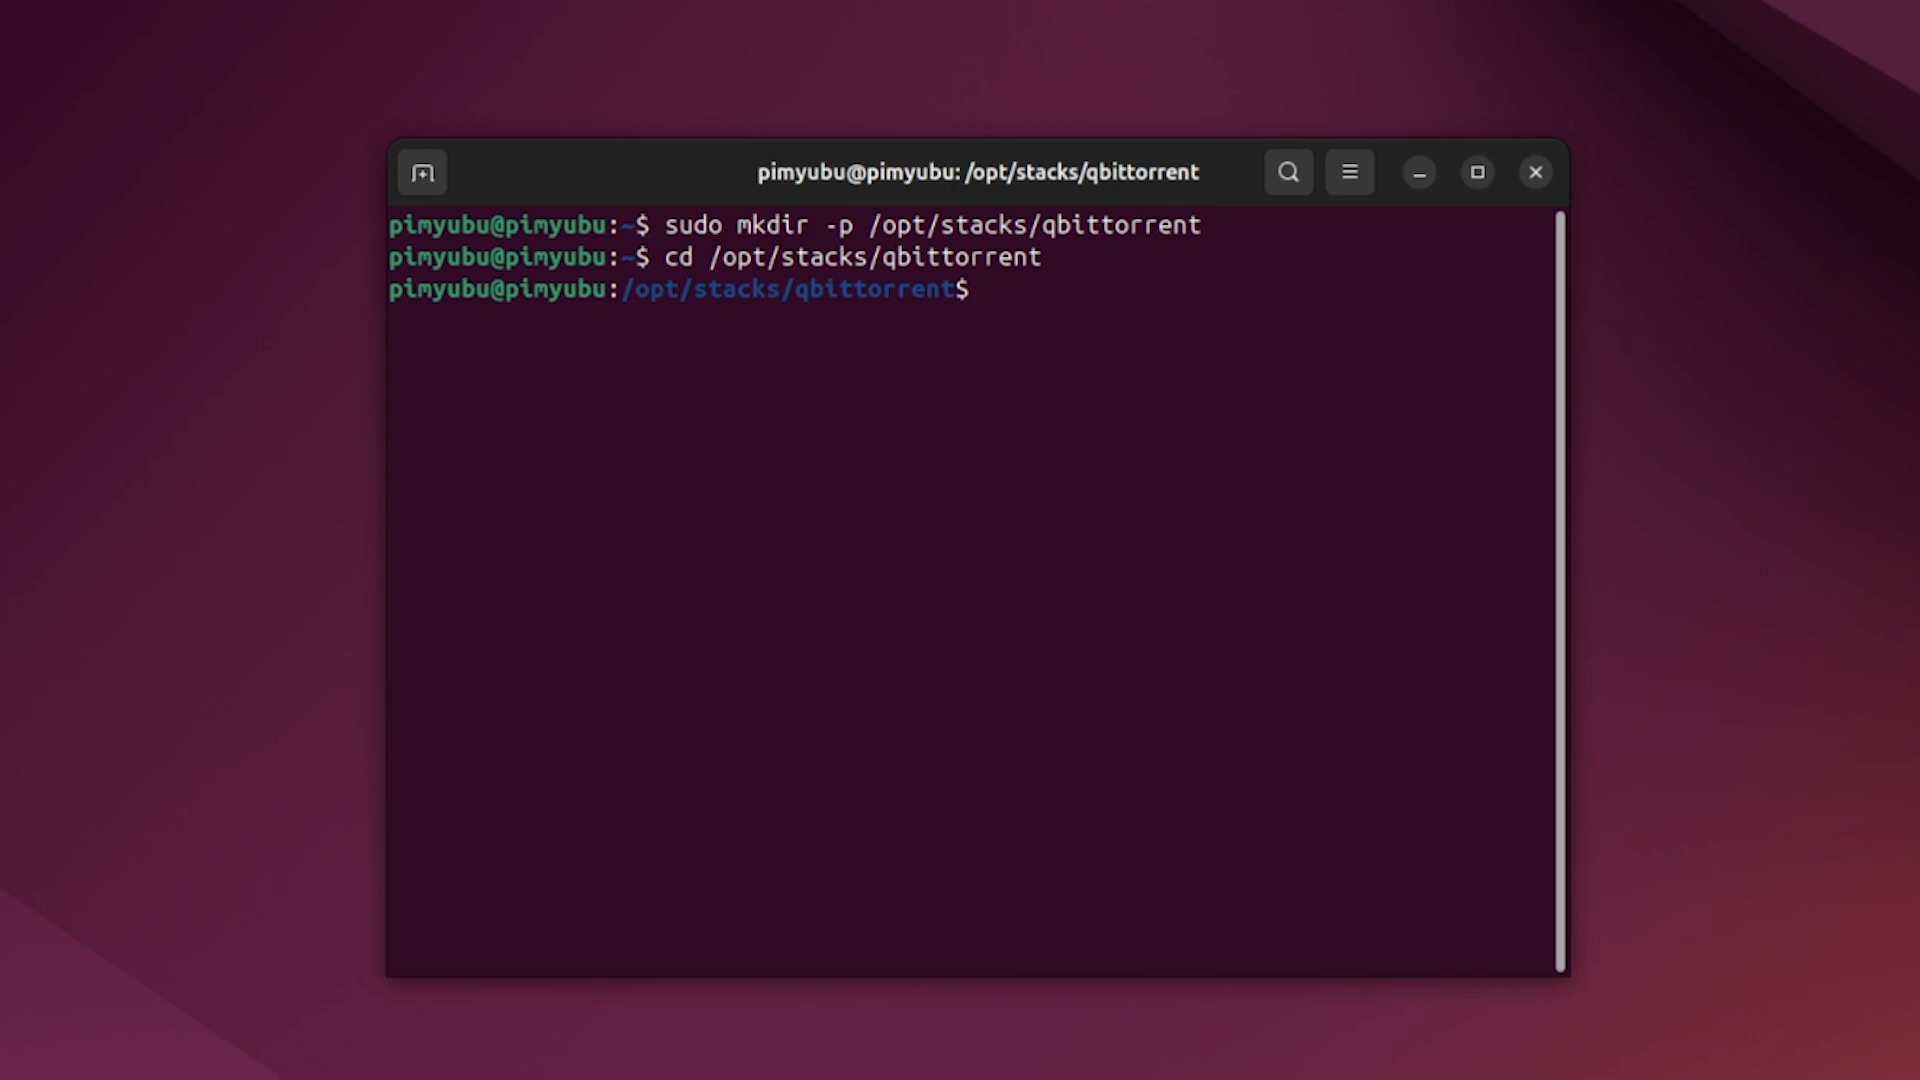 pimyubu@pimyubu: /opt/stacks/qbittorrent
pimyubu@pimyubu:~$ sudo mkdir -p /opt/stacks/qbittorrent
pimyubu@pimyubu:~$ cd /opt/stacks/qbittorrent
pimyubu@pimyubu:/opt/stacks/qbittorrent$